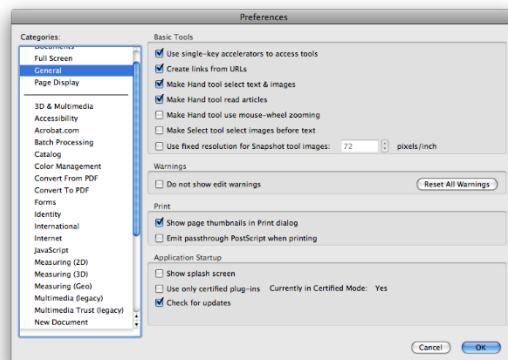 Preferences
Categories:
Documents
Full Screen
General
Page Display
3D & Multimedia
Accessibility
Acrobat.com
Batch Processing
Catalog
Color Management
Convert From PDF
Convert To PDF
Forms
Identity
International
Internet
JavaScript
Measuring (2D)
Measuring (3D)
Measuring (Geo)
Multimedia (legacy)
Multimedia Trust (legacy)
New Document
Basic Tools
Use single-key accelerators to access tools
Create links from URLs
Make Hand tool select text & images
Make Hand tool read articles
Make Hand tool use mouse-wheel zooming
Make Select tool select images before text
Use fixed resolution for Snapshot tool images: 72 pixels/inch
Warnings
Do not show edit warnings Reset All Warnings
Print
Show page thumbnails in Print dialog
Emit passthrough PostScript when printing
Application Startup
Show splash screen
Use only certified plug-ins Currently in Certified Mode: Yes
Check for updates
Cancel OK